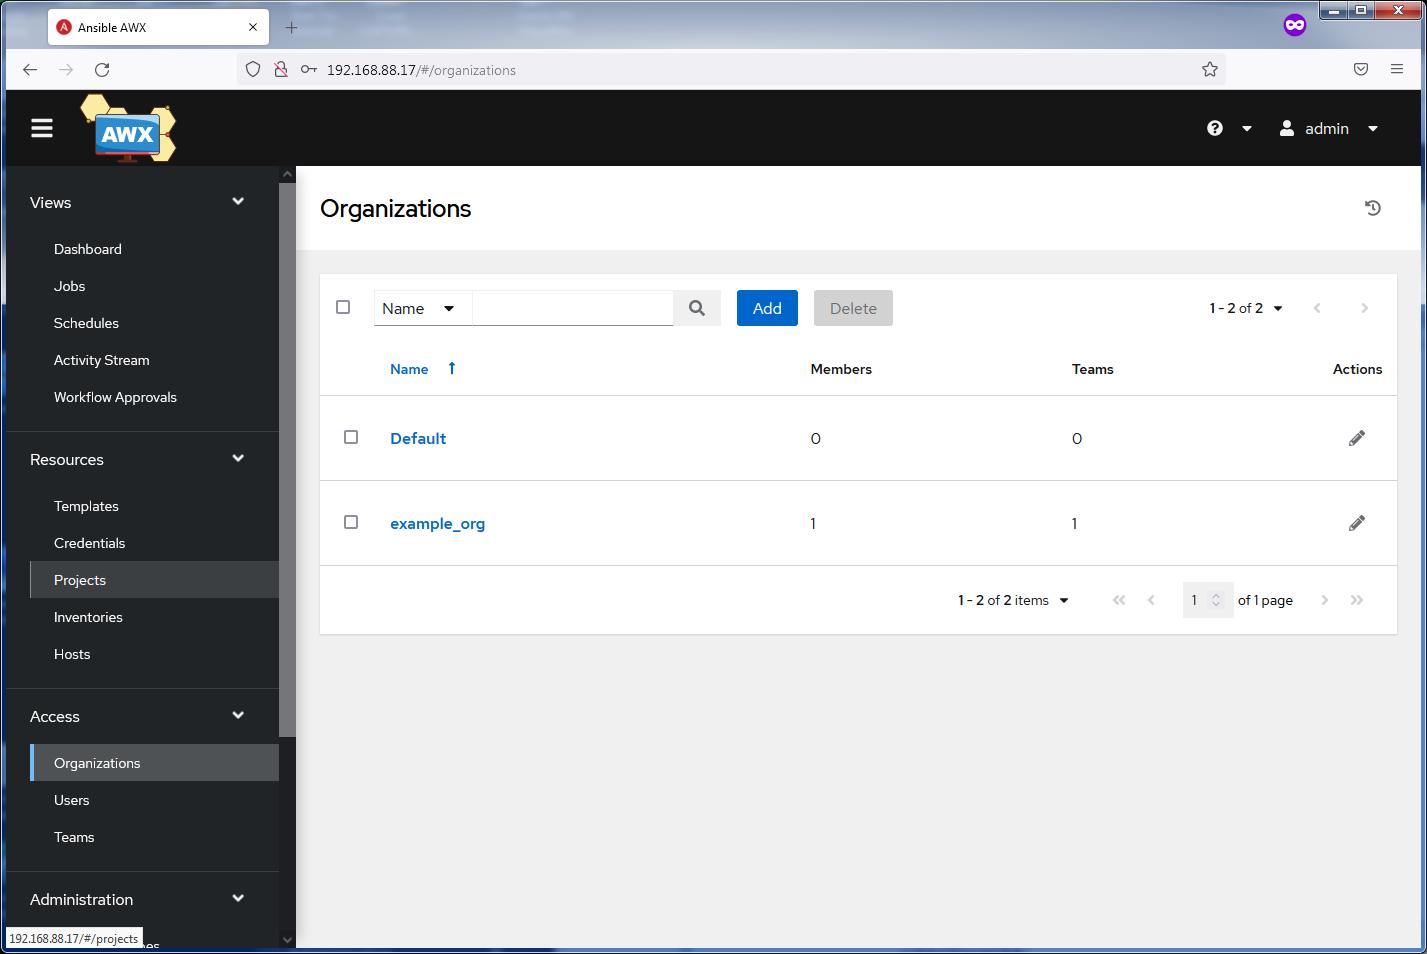 Ansible AWX
192.168.88.17/#/organizations
AWX
admin
Views
Dashboard
Jobs
Schedules
Activity Stream
Workflow Approvals
Resources
Templates
Credentials
Projects
Inventories
Hosts
Access
Organizations
Users
Teams
Administration
192.168.88.17/#/projects
Organizations
Name
Add
Delete
1 - 2 of 2
Name
Members
Teams
Actions
Default
0
0
example_org
1
1
1 - 2 of 2 items
1
of 1 page